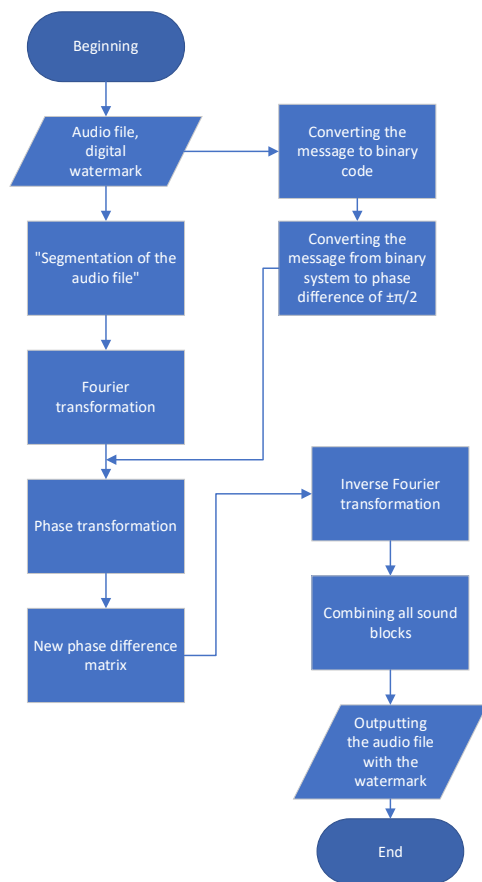 Beginning
Audio file,
digital
watermark
Converting the
message to binary
code
"Segmentation of the
audio file"
Converting the
message from binary
system to phase
difference of ±π/2
Fourier
transformation
Phase transformation
New phase difference
matrix
Inverse Fourier
transformation
Combining all sound
blocks
Outputting
the audio file
with the
watermark
End